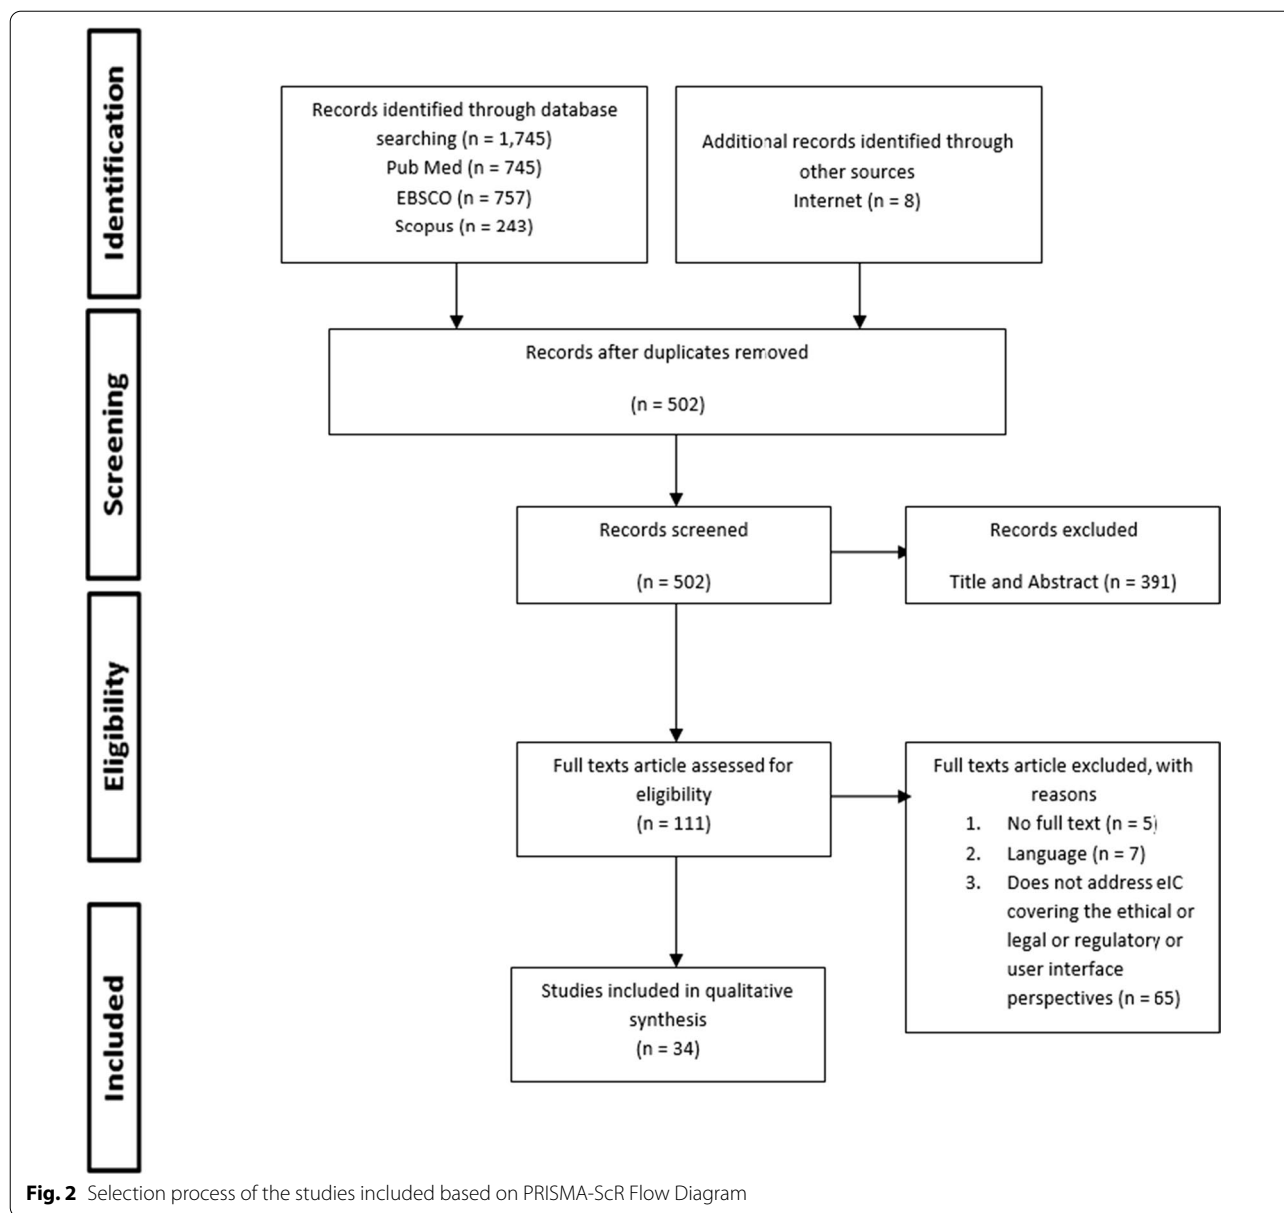 Identification
Records identified through database
searching (n = 1,745)
Pub Med (n = 745)
EBSCO (n = 757)
Scopus (n = 243)
Additional records identified through
other sources
Internet (n = 8)
Screening
Records after duplicates removed
(n = 502)
Records screened
(n = 502)
Records excluded
Title and Abstract (n = 391)
Eligibility
Full texts article assessed for
eligibility
(n = 111)
Full texts article excluded, with
reasons
1. No full text (n = 5)
2. Language (n = 7)
3. Does not address eIC
covering the ethical or
legal or regulatory or
user interface
perspectives (n = 65)
Included
Studies included in qualitative
synthesis
(n = 34)
Fig. 2 Selection process of the studies included based on PRISMA-ScR Flow Diagram